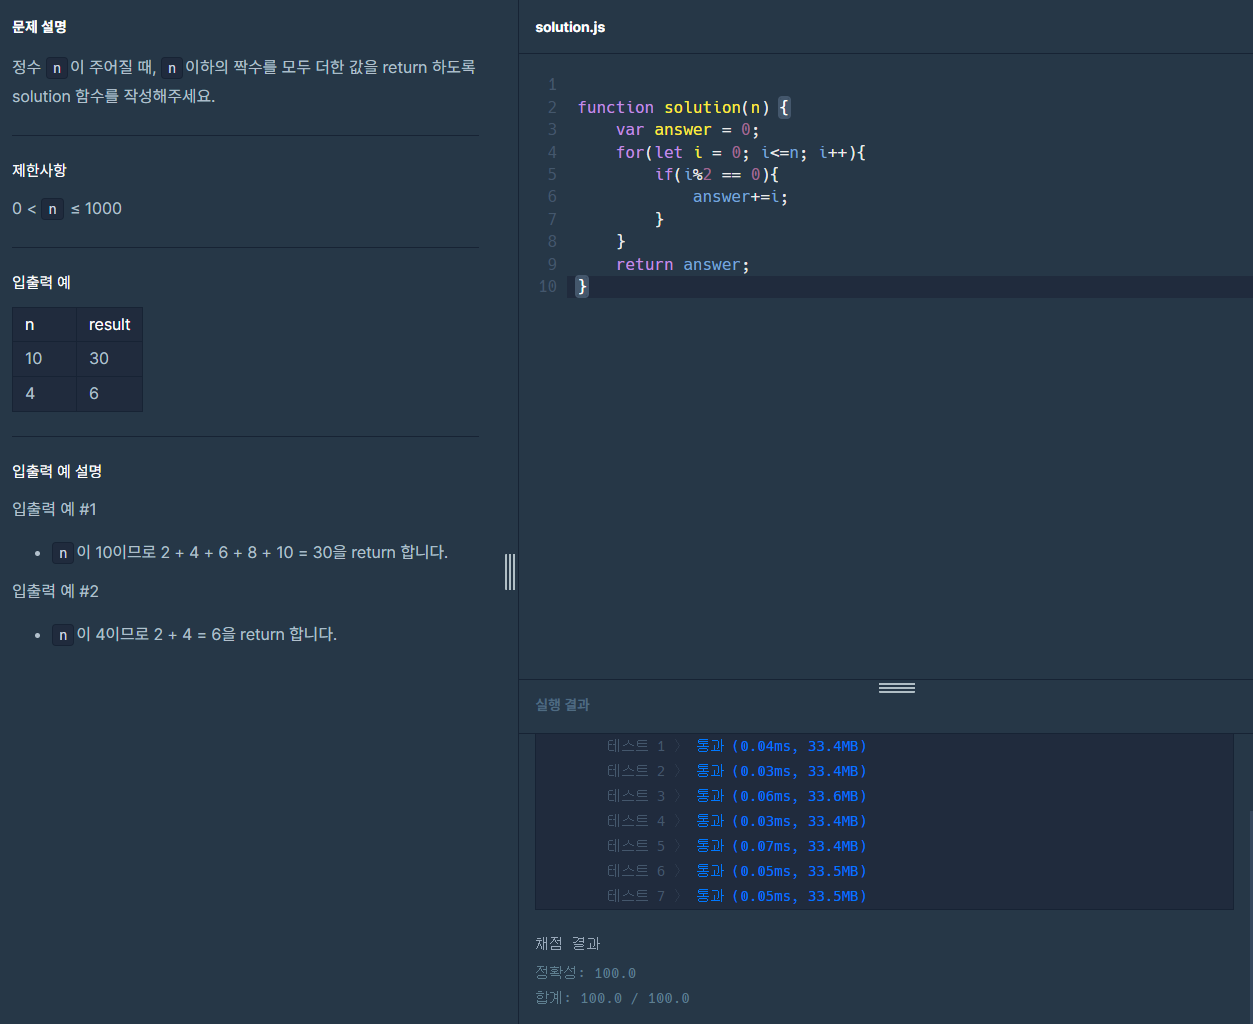 문제 설명
정수 n 이 주어질 때, n 이하의 짝수를 모두 더한 값을 return 하도록
solution 함수를 작성해주세요.
제한사항
0 < n ≤ 1000
입출력 예
n result
10 30
4 6
입출력 예 설명
입출력 예 #1
• n 이 10이므로 2 + 4 + 6 + 8 + 10 = 30을 return 합니다.
입출력 예 #2
• n 이 4이므로 2 + 4 = 6을 return 합니다.
solution.js
1
2 function solution(n) {
3     var answer = 0;
4     for(let i = 0; i<=n; i++){
5         if(i%2 == 0){
6             answer+=i;
7         }
8     }
9     return answer;
10 }
실행 결과
테스트 1 〉 통과 (0.04ms, 33.4MB)
테스트 2 〉 통과 (0.03ms, 33.4MB)
테스트 3 〉 통과 (0.06ms, 33.6MB)
테스트 4 〉 통과 (0.03ms, 33.4MB)
테스트 5 〉 통과 (0.07ms, 33.4MB)
테스트 6 〉 통과 (0.05ms, 33.5MB)
테스트 7 〉 통과 (0.05ms, 33.5MB)
채점 결과
정확성: 100.0
합계: 100.0 / 100.0